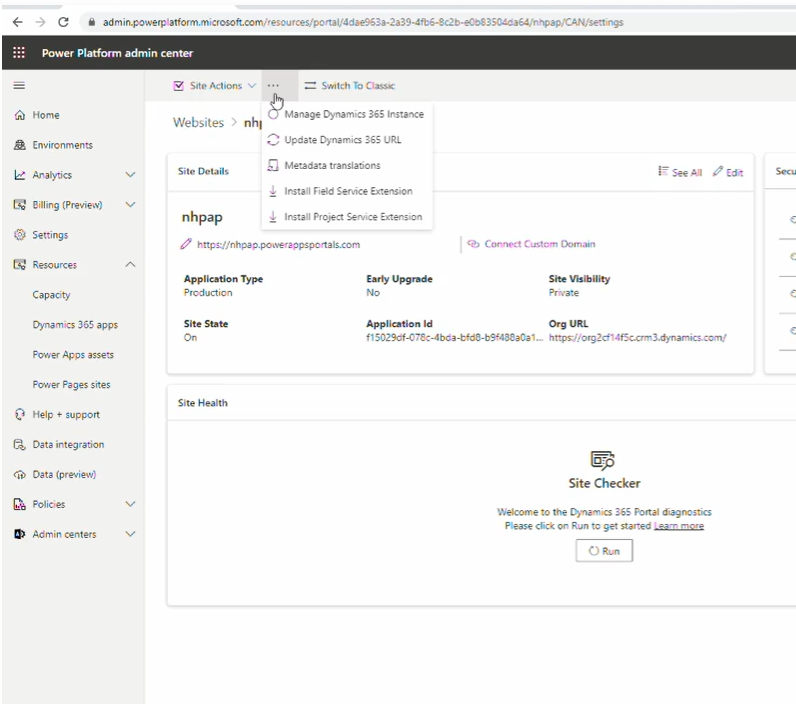 admin.powerplatform.microsoft.com/resources/portal/4dae963a-2a39-4fb6-8c2b-e0b83504da64/nhpap/CAN/settings
Power Platform admin center
Site Actions
...
Switch To Classic
Home
Environments
Analytics
Billing (Preview)
Settings
Resources
Capacity
Dynamics 365 apps
Power Apps assets
Power Pages sites
Help + support
Data integration
Data (preview)
Policies
Admin centers
Websites > nhp
Manage Dynamics 365 Instance
Update Dynamics 365 URL
Metadata translations
Install Field Service Extension
Install Project Service Extension
Site Details
See All
Edit
Secu
nhpap
https://nhpap.powerappsportals.com
Connect Custom Domain
Application Type
Production
Early Upgrade
No
Site Visibility
Private
Site State
On
Application Id
f15029df-078c-4bda-bfd8-b9f488a0a1...
Org URL
https://org2cf14f5c.crm3.dynamics.com/
Site Health
Site Checker
Welcome to the Dynamics 365 Portal diagnostics
Please click on Run to get started Learn more
Run